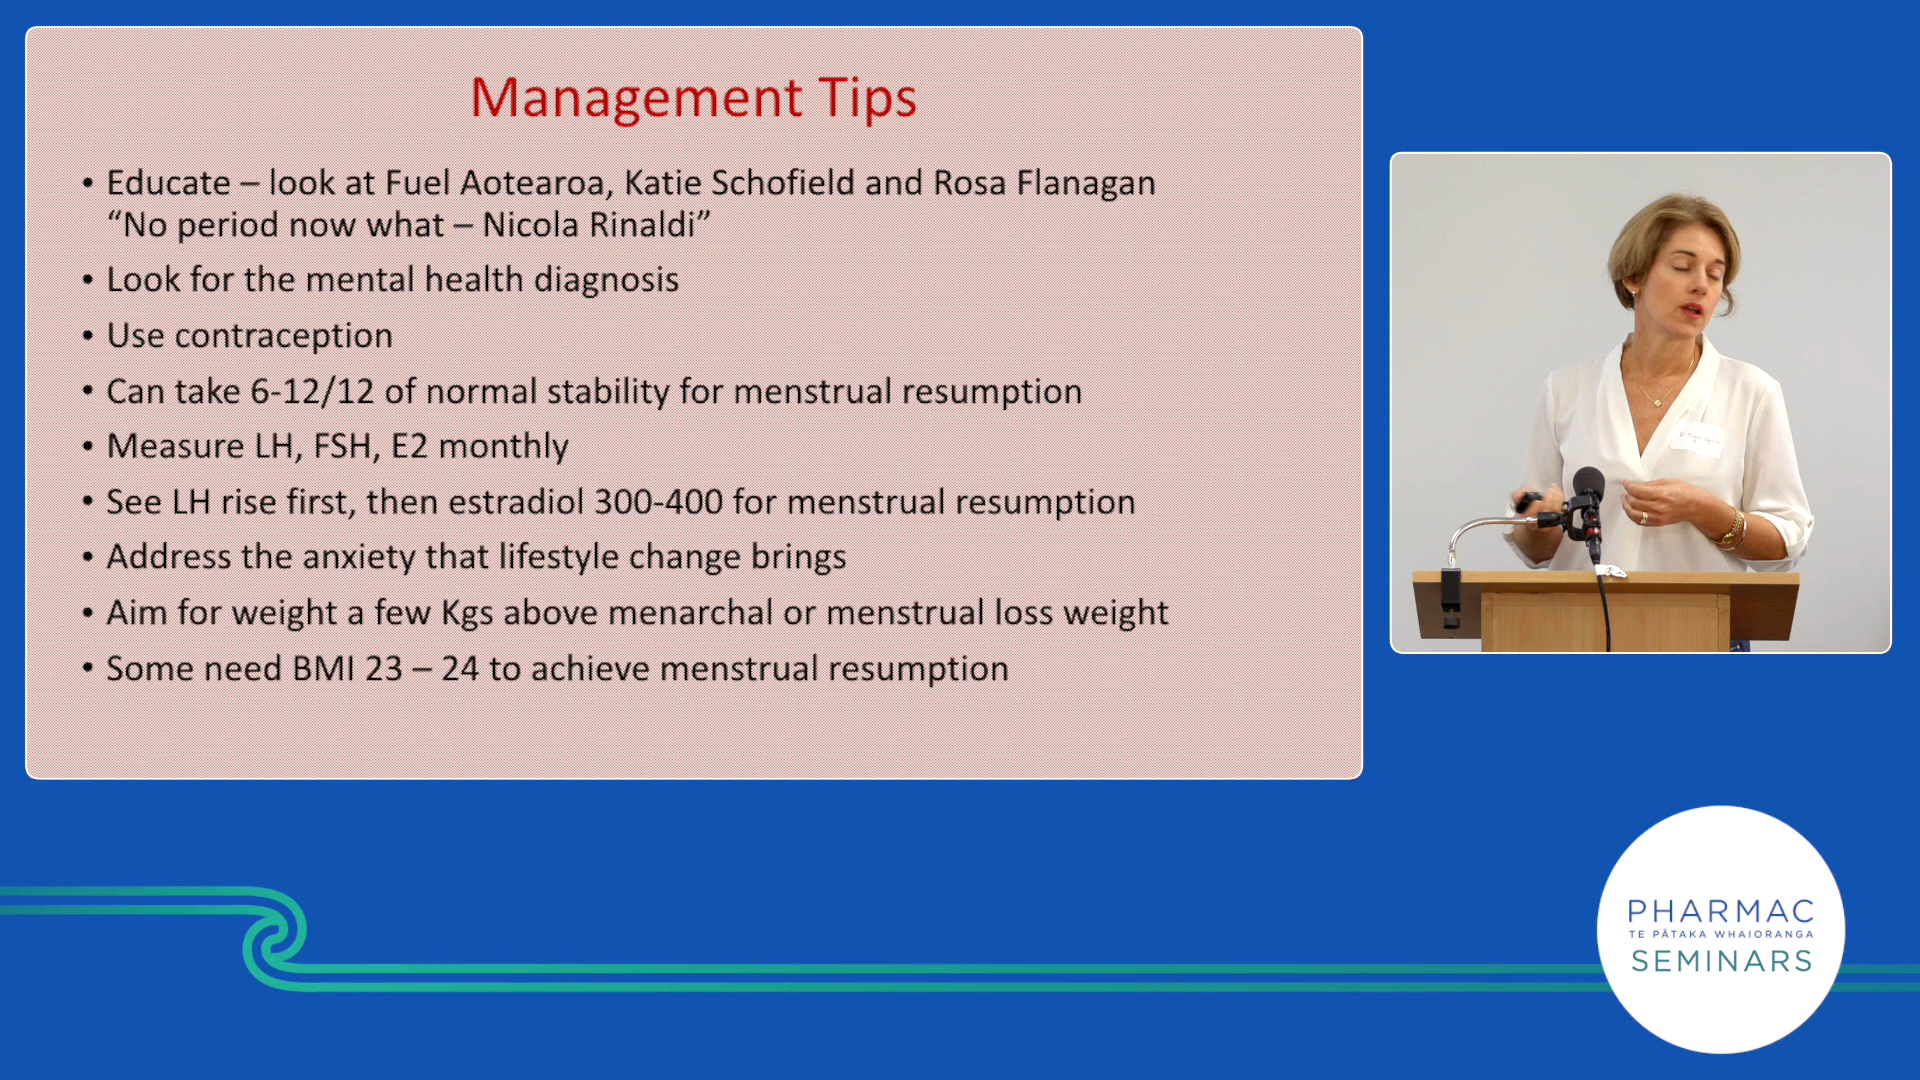 Management Tips
• Educate – look at Fuel Aotearoa, Katie Schofield and Rosa Flanagan
“No period now what – Nicola Rinaldi”
• Look for the mental health diagnosis
• Use contraception
• Can take 6-12/12 of normal stability for menstrual resumption
• Measure LH, FSH, E2 monthly
• See LH rise first, then estradiol 300-400 for menstrual resumption
• Address the anxiety that lifestyle change brings
• Aim for weight a few Kgs above menarchal or menstrual loss weight
• Some need BMI 23 – 24 to achieve menstrual resumption
PHARMAC
TE PĀTAKA WHAIORANGA
SEMINARS